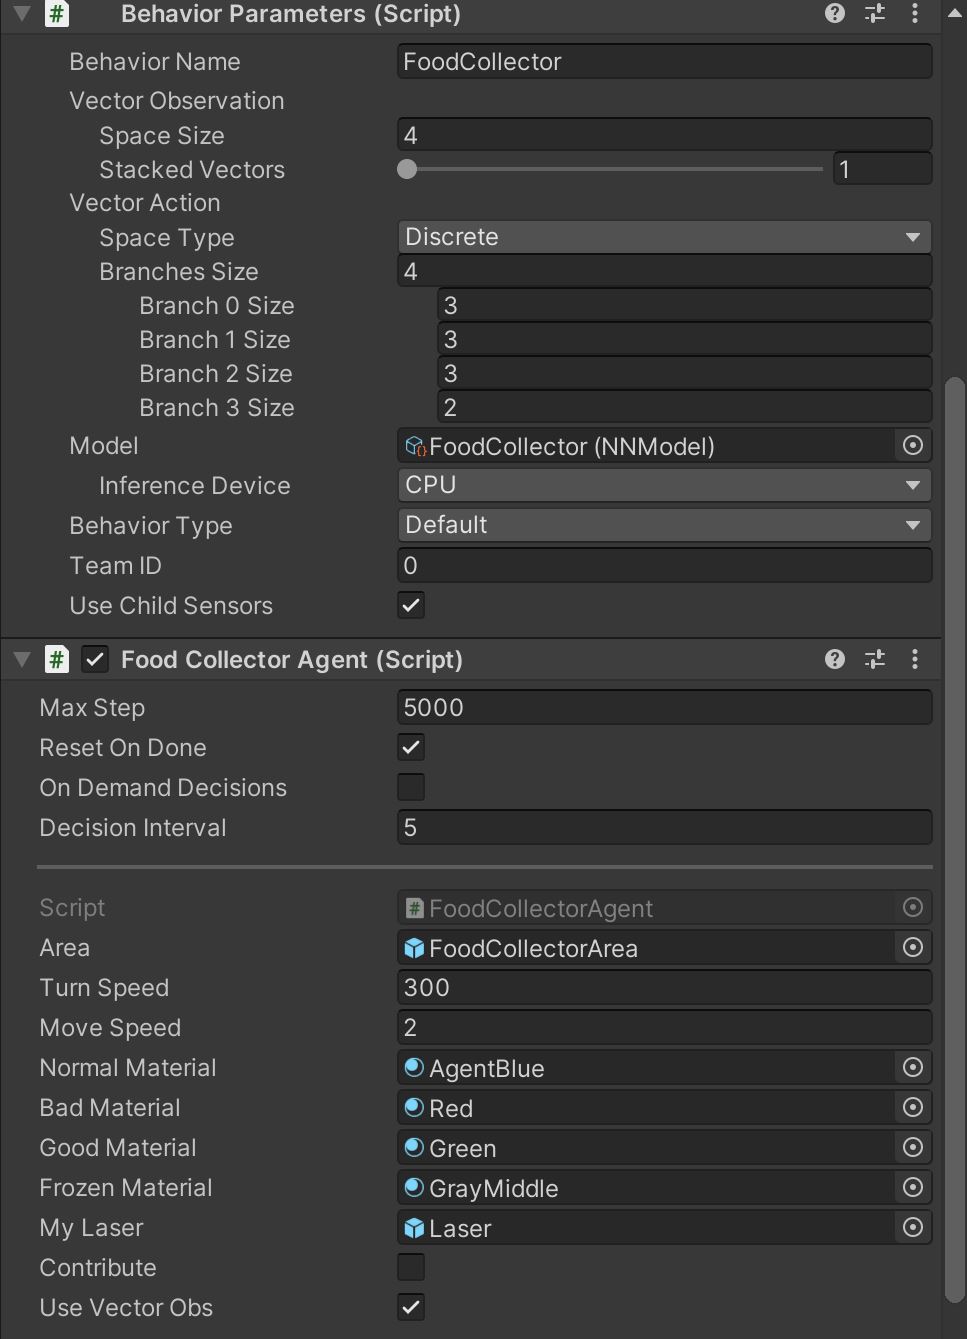 # Behavior Parameters (Script)
Behavior Name FoodCollector
Vector Observation
Space Size 4
Stacked Vectors 1
Vector Action
Space Type Discrete
Branches Size 4
Branch 0 Size 3
Branch 1 Size 3
Branch 2 Size 3
Branch 3 Size 2
Model {} FoodCollector (NNModel)
Inference Device CPU
Behavior Type Default
Team ID 0
Use Child Sensors
# Food Collector Agent (Script)
Max Step 5000
Reset On Done
On Demand Decisions
Decision Interval 5
Script # FoodCollectorAgent
Area FoodCollectorArea
Turn Speed 300
Move Speed 2
Normal Material AgentBlue
Bad Material Red
Good Material Green
Frozen Material GrayMiddle
My Laser Laser
Contribute
Use Vector Obs